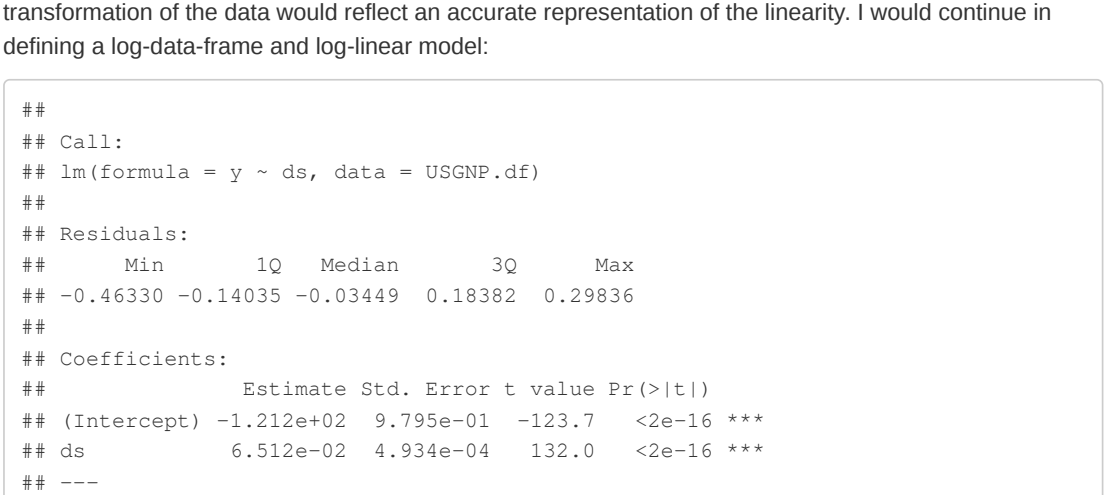 transformation of the data would reflect an accurate representation of the linearity. I would continue in
defining a log-data-frame and log-linear model:
##
## Call:
## lm(formula = y ~ ds, data = USGNP.df)
##
## Residuals:
##      Min       1Q   Median       3Q      Max
## -0.46330 -0.14035 -0.03449  0.18382  0.29836
##
## Coefficients:
##               Estimate Std. Error t value Pr(>|t|)
## (Intercept) -1.212e+02  9.795e-01  -123.7   <2e-16 ***
## ds           6.512e-02  4.934e-04   132.0   <2e-16 ***
## ---